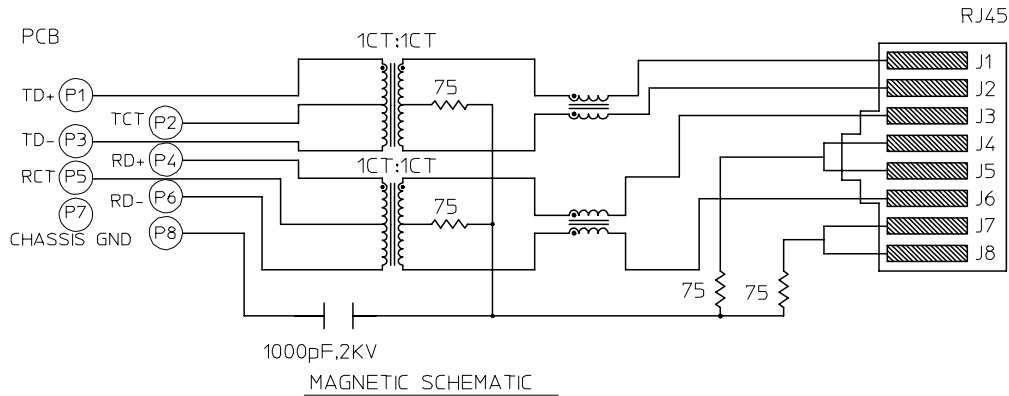 RJ45
PCB
1CT:1CT
J1
75
J2
TD+ P1
TCT P2
J3
TD- P3
J4
RD+ P4
1CT:1CT
J5
RCT P5
RD- P6
J6
75
P7
J7
CHASSIS GND P8
J8
75
75
1000pF,2KV
MAGNETIC SCHEMATIC